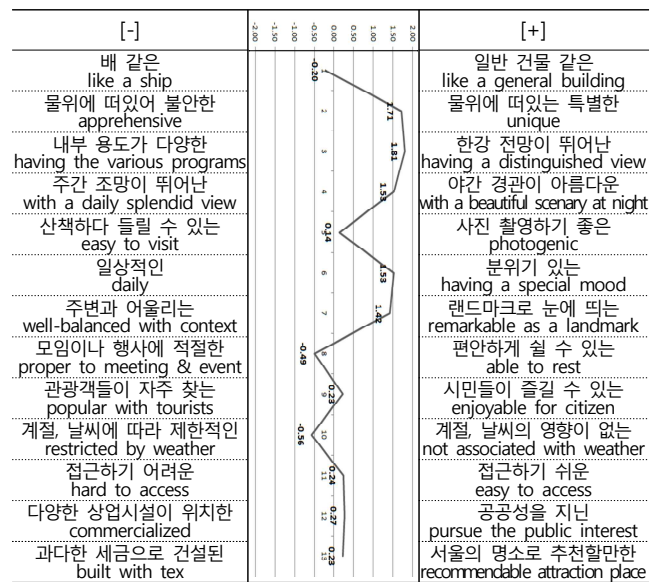 [-]
-2.00
-1.50
-1.00
-0.50
0.00
0.50
1.00
1.50
2.00
[+]
배 같은
like a ship
1
-0.20
일반 건물 같은
like a general building
물위에 떠있어 불안한
apprehensive
2
1.71
물위에 떠있는 특별한
unique
내부 용도가 다양한
having the various programs
3
1.81
한강 전망이 뛰어난
having a distinguished view
주간 조망이 뛰어난
with a daily splendid view
4
1.53
야간 경관이 아름다운
with a beautiful scenary at night
산책하다 들릴 수 있는
easy to visit
5
0.14
사진 촬영하기 좋은
photogenic
일상적인
daily
6
1.53
분위기 있는
having a special mood
주변과 어울리는
well-balanced with context
7
1.42
랜드마크로 눈에 띄는
remarkable as a landmark
모임이나 행사에 적절한
proper to meeting & event
8
-0.49
편안하게 쉴 수 있는
able to rest
관광객들이 자주 찾는
popular with tourists
9
0.23
시민들이 즐길 수 있는
enjoyable for citizen
계절, 날씨에 따라 제한적인
restricted by weather
10
-0.56
계절, 날씨의 영향이 없는
not associated with weather
접근하기 어려운
hard to access
11
0.24
접근하기 쉬운
easy to access
다양한 상업시설이 위치한
commercialized
12
0.27
공공성을 지닌
pursue the public interest
과다한 세금으로 건설된
built with tex
13
0.23
서울의 명소로 추천할만한
recommendable attraction place